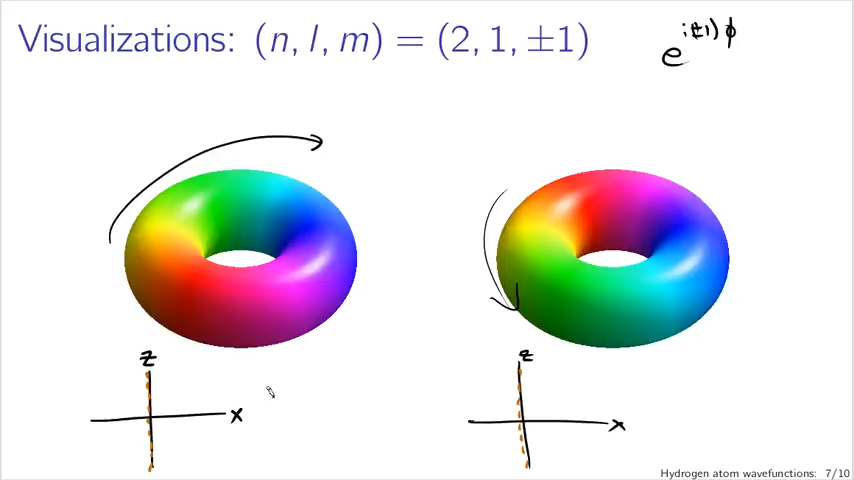 Visualizations: (n, l, m) = (2, 1, ±1)
e^{i(±1)ϕ}
z
x
z
x
Hydrogen atom wavefunctions: 7/10